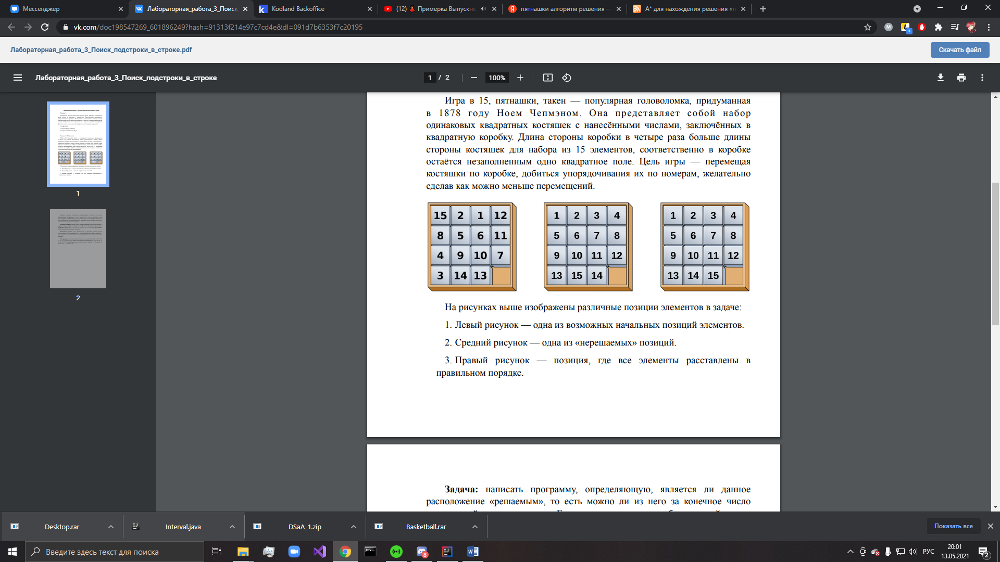 Мессенджер
Лабораторная_работа_3_Поиск_
Kodland Backoffice
(12) Примерка Выпускн
пятнашки алгоритм решения —
A* для нахождения решения «п
vk.com/doc198547269_601896249?hash=91313f214e97c7cd4e&dl=091d7b6353f7c20195
Лабораторная_работа_3_Поиск_подстроки_в_строке.pdf
Скачать файл
Лабораторная_работа_3_Поиск_подстроки_в_строке
1 / 2
100%
1
2
Игра в 15, пятнашки, такен — популярная головоломка, придуманная
в 1878 году Ноем Чепмэном. Она представляет собой набор
одинаковых квадратных костяшек с нанесёнными числами, заключённых в
квадратную коробку. Длина стороны коробки в четыре раза больше длины
стороны костяшек для набора из 15 элементов, соответственно в коробке
остаётся незаполненным одно квадратное поле. Цель игры — перемещая
костяшки по коробке, добиться упорядочивания их по номерам, желательно
сделав как можно меньше перемещений.
15 2 1 12
8 5 6 11
4 9 10 7
3 14 13
1 2 3 4
5 6 7 8
9 10 11 12
13 15 14
1 2 3 4
5 6 7 8
9 10 11 12
13 14 15
На рисунках выше изображены различные позиции элементов в задаче:
1. Левый рисунок — одна из возможных начальных позиций элементов.
2. Средний рисунок — одна из «нерешаемых» позиций.
3. Правый рисунок — позиция, где все элементы расставлены в
правильном порядке.
Задача: написать программу, определяющую, является ли данное
расположение «решаемым», то есть можно ли из него за конечное число
Desktop.rar
Interval.java
DSaA_1.zip
Basketball.rar
Показать все
Введите здесь текст для поиска
8
РУС
20:01
13.05.2021
2